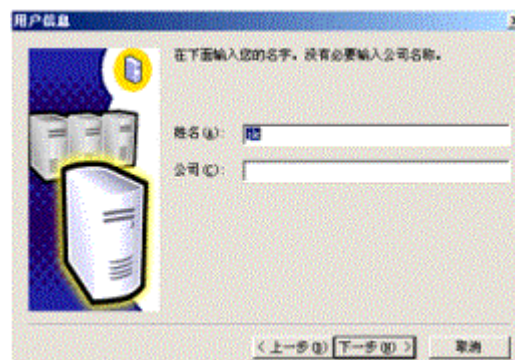 用户信息
在下面输入您的名字。没有必要输入公司名称。
姓名(A):
公司(C):
< 上一步(B) 下一步(N) > 取消